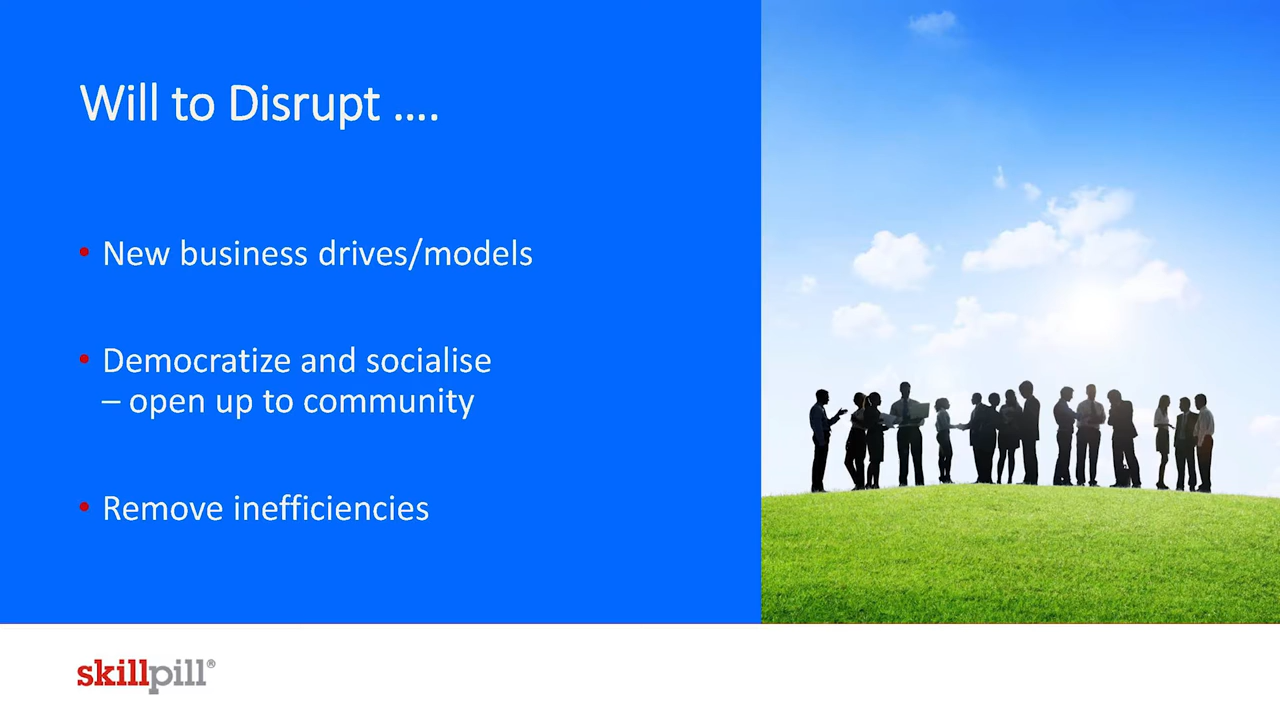 Will to Disrupt ....
• New business drives/models
• Democratize and socialise
– open up to community
• Remove inefficiencies
skillpill®